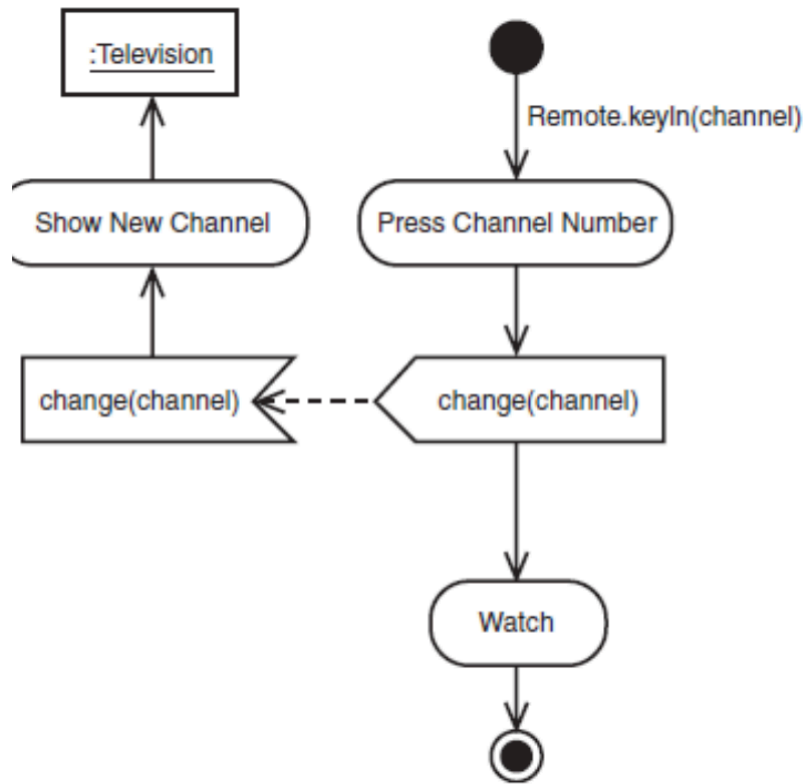 :Television
Remote.keyIn(channel)
Show New Channel
Press Channel Number
change(channel)
change(channel)
Watch